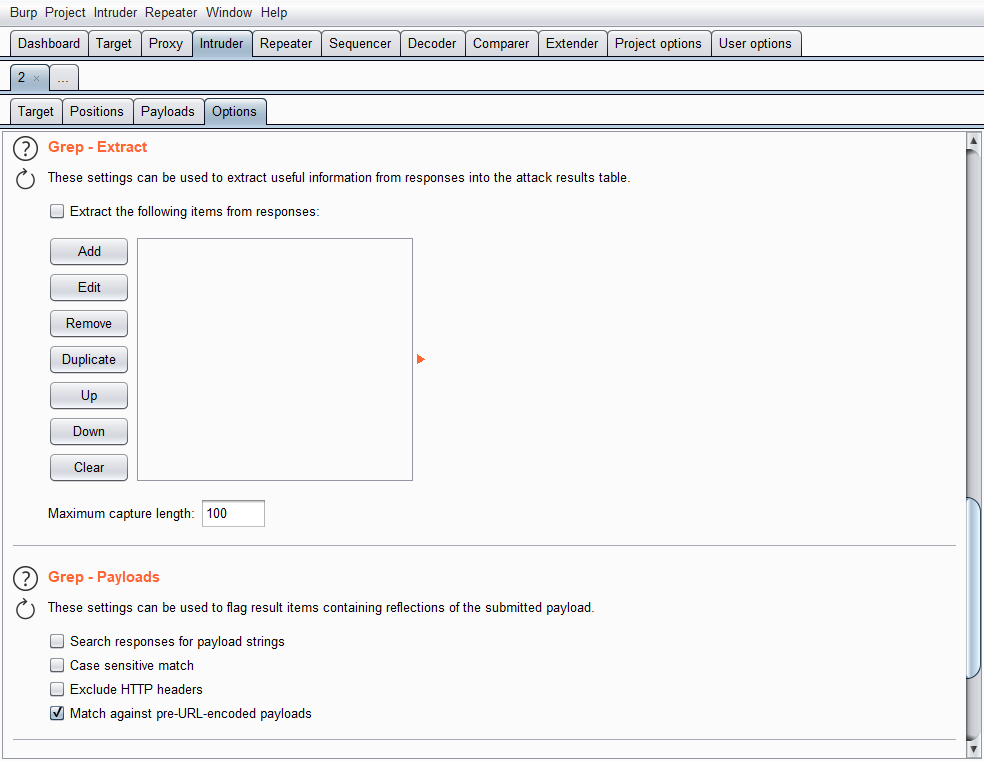 Burp Project Intruder Repeater Window Help
Dashboard Target Proxy Intruder Repeater Sequencer Decoder Comparer Extender Project options User options
2 × ...
Target Positions Payloads Options
? Grep - Extract
These settings can be used to extract useful information from responses into the attack results table.
Extract the following items from responses:
Add
Edit
Remove
Duplicate
Up
Down
Clear
Maximum capture length: 100
? Grep - Payloads
These settings can be used to flag result items containing reflections of the submitted payload.
Search responses for payload strings
Case sensitive match
Exclude HTTP headers
Match against pre-URL-encoded payloads